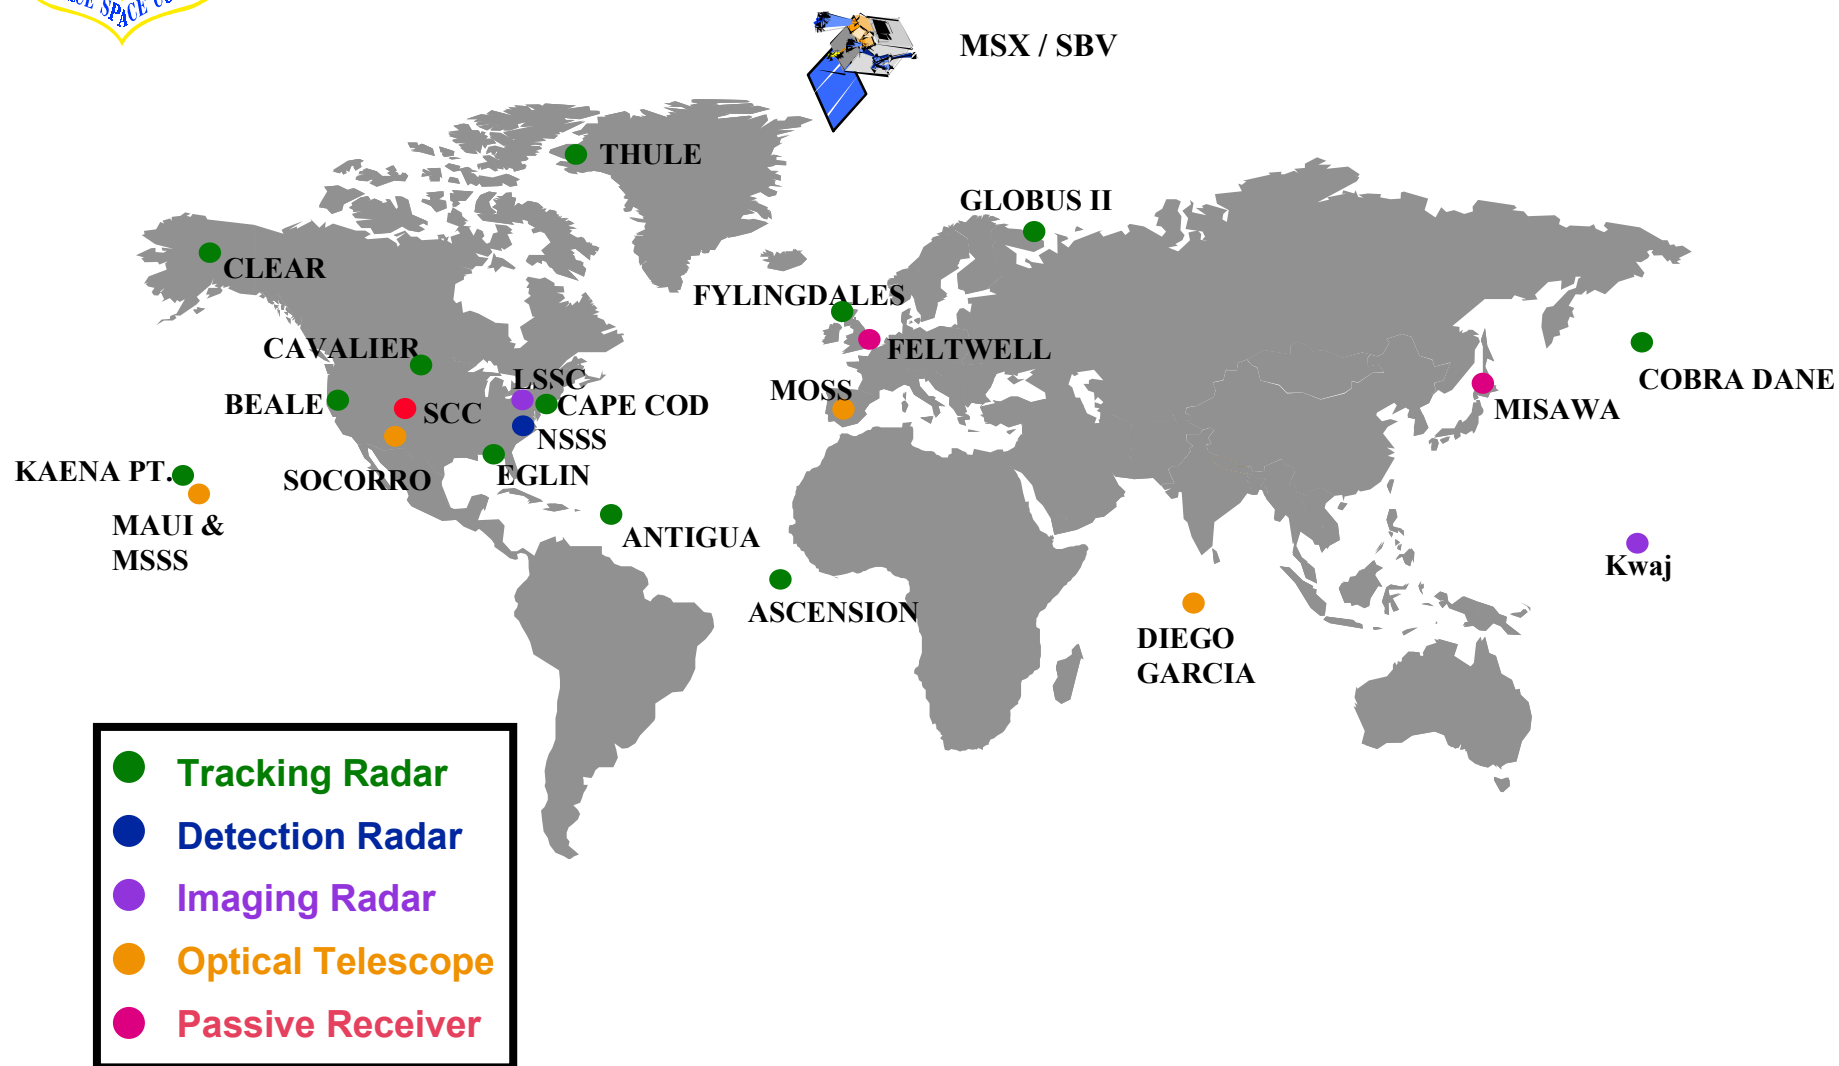 SPACE
MSX / SBV
THULE
GLOBUS II
CLEAR
FYLINGDALES
CAVALIER
FELTWELL
LSSC
MOSS
COBRA DANE
BEALE
SCC
CAPE COD
MISAWA
NSSS
KAENA PT.
SOCORRO
EGLIN
MAUI &
MSSS
ANTIGUA
Kwaj
ASCENSION
DIEGO
GARCIA
Tracking Radar
Detection Radar
Imaging Radar
Optical Telescope
Passive Receiver